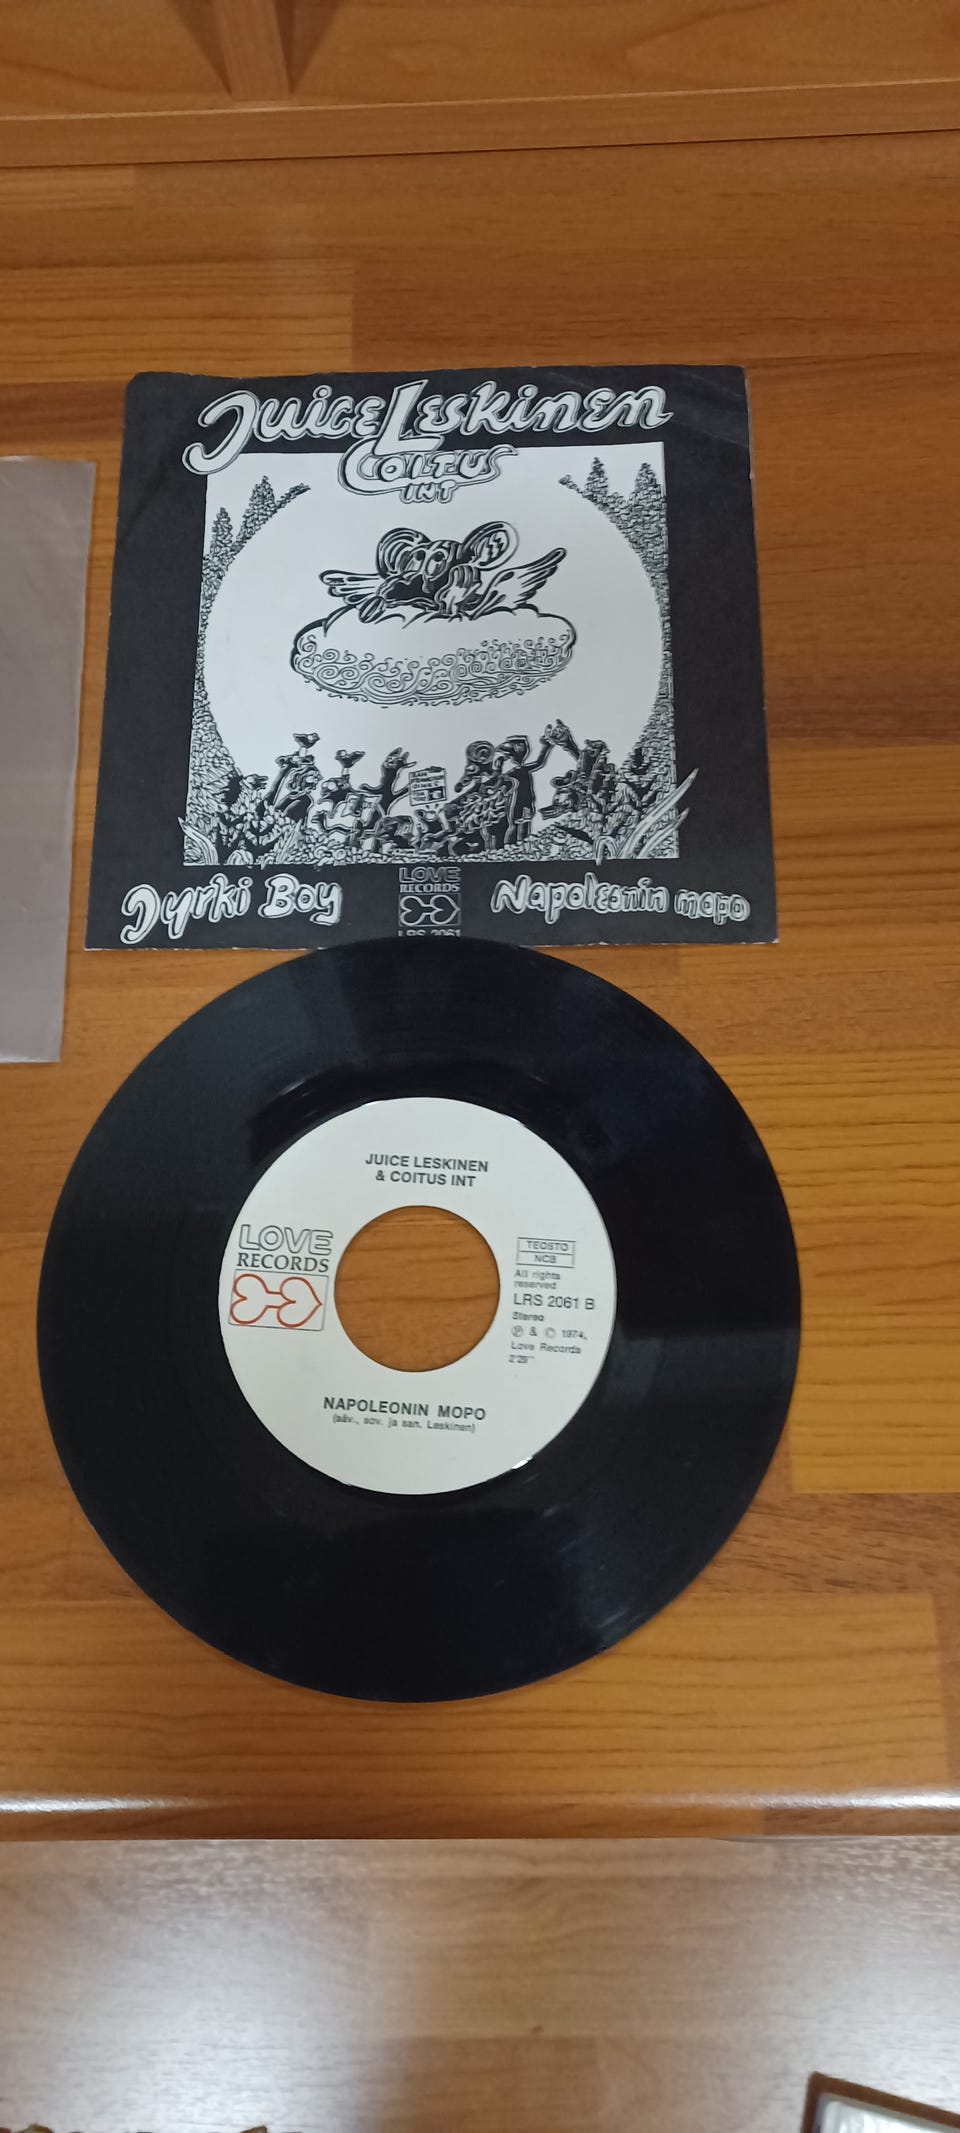 Juice Leskinen
COITUS
INT
Jyrki Boy
LOVE
RECORDS
LRS 2061
Napoleonin mopo
JUICE LESKINEN
& COITUS INT
LOVE
RECORDS
TEOSTO
NCB
All rights
reserved
LRS 2061 B
Stereo
Ⓟ & © 1974,
Love Records
2'29"
NAPOLEONIN MOPO
(säv., sov. ja san. Leskinen)